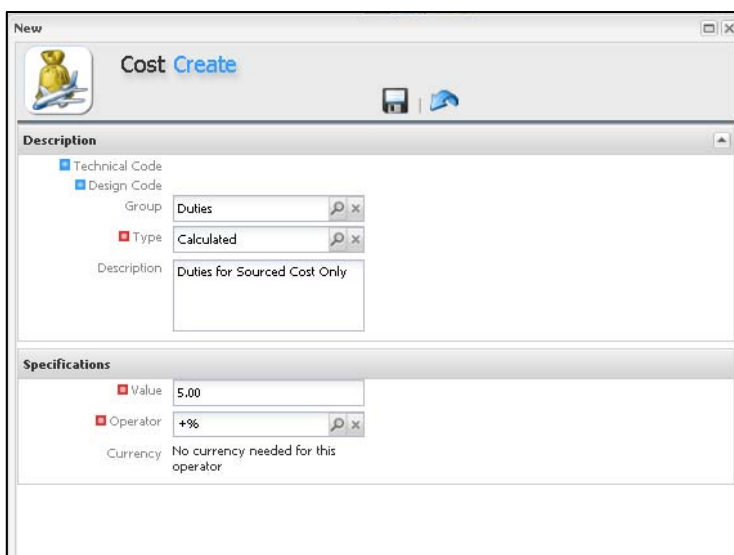 New
Cost Create
Description
Technical Code
Design Code
Group Duties
Type Calculated
Description Duties for Sourced Cost Only
Specifications
Value 5.00
Operator +%
Currency No currency needed for this
operator